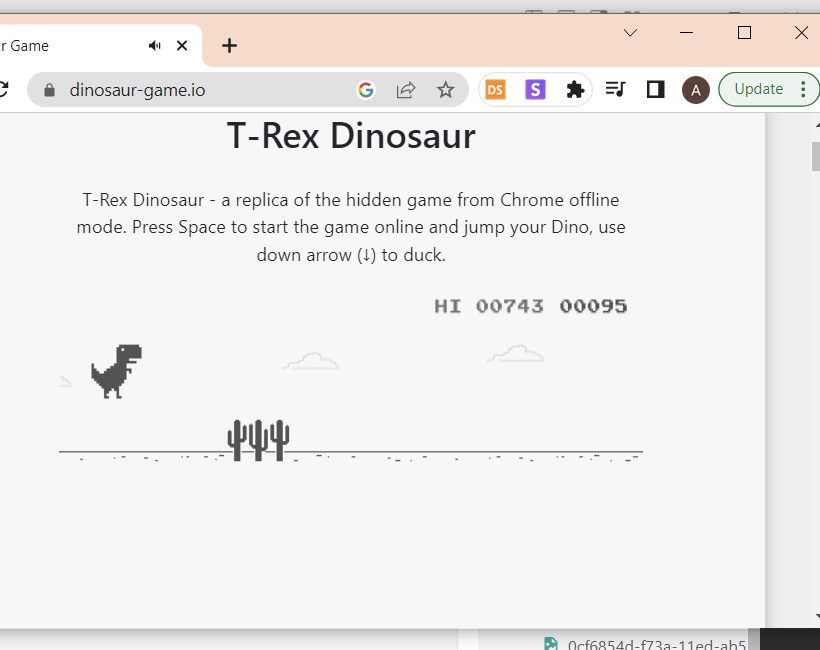 r Game
dinosaur-game.io
DS
S
A
Update
T-Rex Dinosaur
T-Rex Dinosaur - a replica of the hidden game from Chrome offline
mode. Press Space to start the game online and jump your Dino, use
down arrow (↓) to duck.
HI 00743 00095
0cf6854d-f73a-11ed-ab5